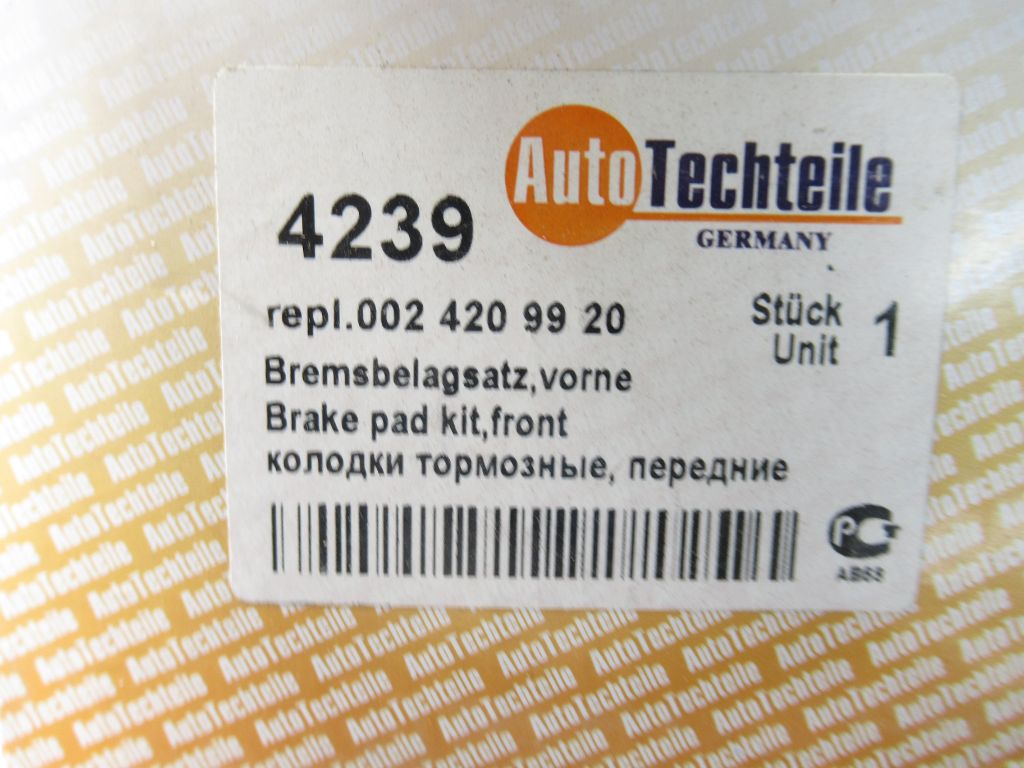 AutoTechteile
GERMANY
4239
repl.002 420 99 20
Stück
Unit 1
Bremsbelagsatz,vorne
Brake pad kit,front
колодки тормозные, передние